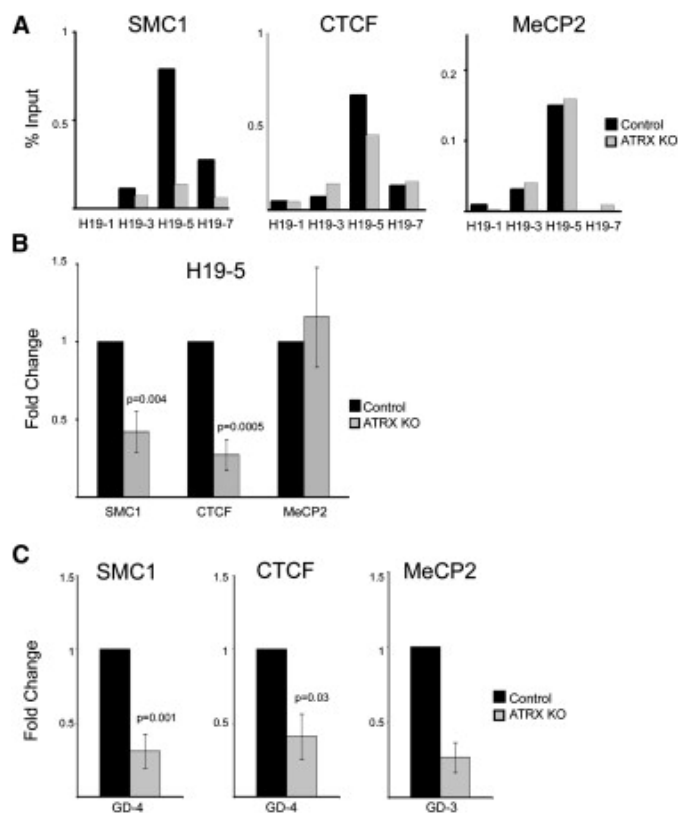 A
SMC1 CTCF MeCP2
1 1 0.2
% Input
0.5 0.5 0.1
Control
ATRX KO
H19-1 H19-3 H19-5 H19-7 H19-1 H19-3 H19-5 H19-7 H19-1 H19-3 H19-5 H19-7
B
H19-5
1.5
1
Fold Change
p=0.004
0.5
p=0.0005
Control
ATRX KO
SMC1 CTCF MeCP2
C
SMC1 CTCF MeCP2
1.5 1.5 1.5
1 1 1
Fold Change
p=0.001 p=0.03
0.5 0.5 0.5
Control
ATRX KO
GD-4 GD-4 GD-3